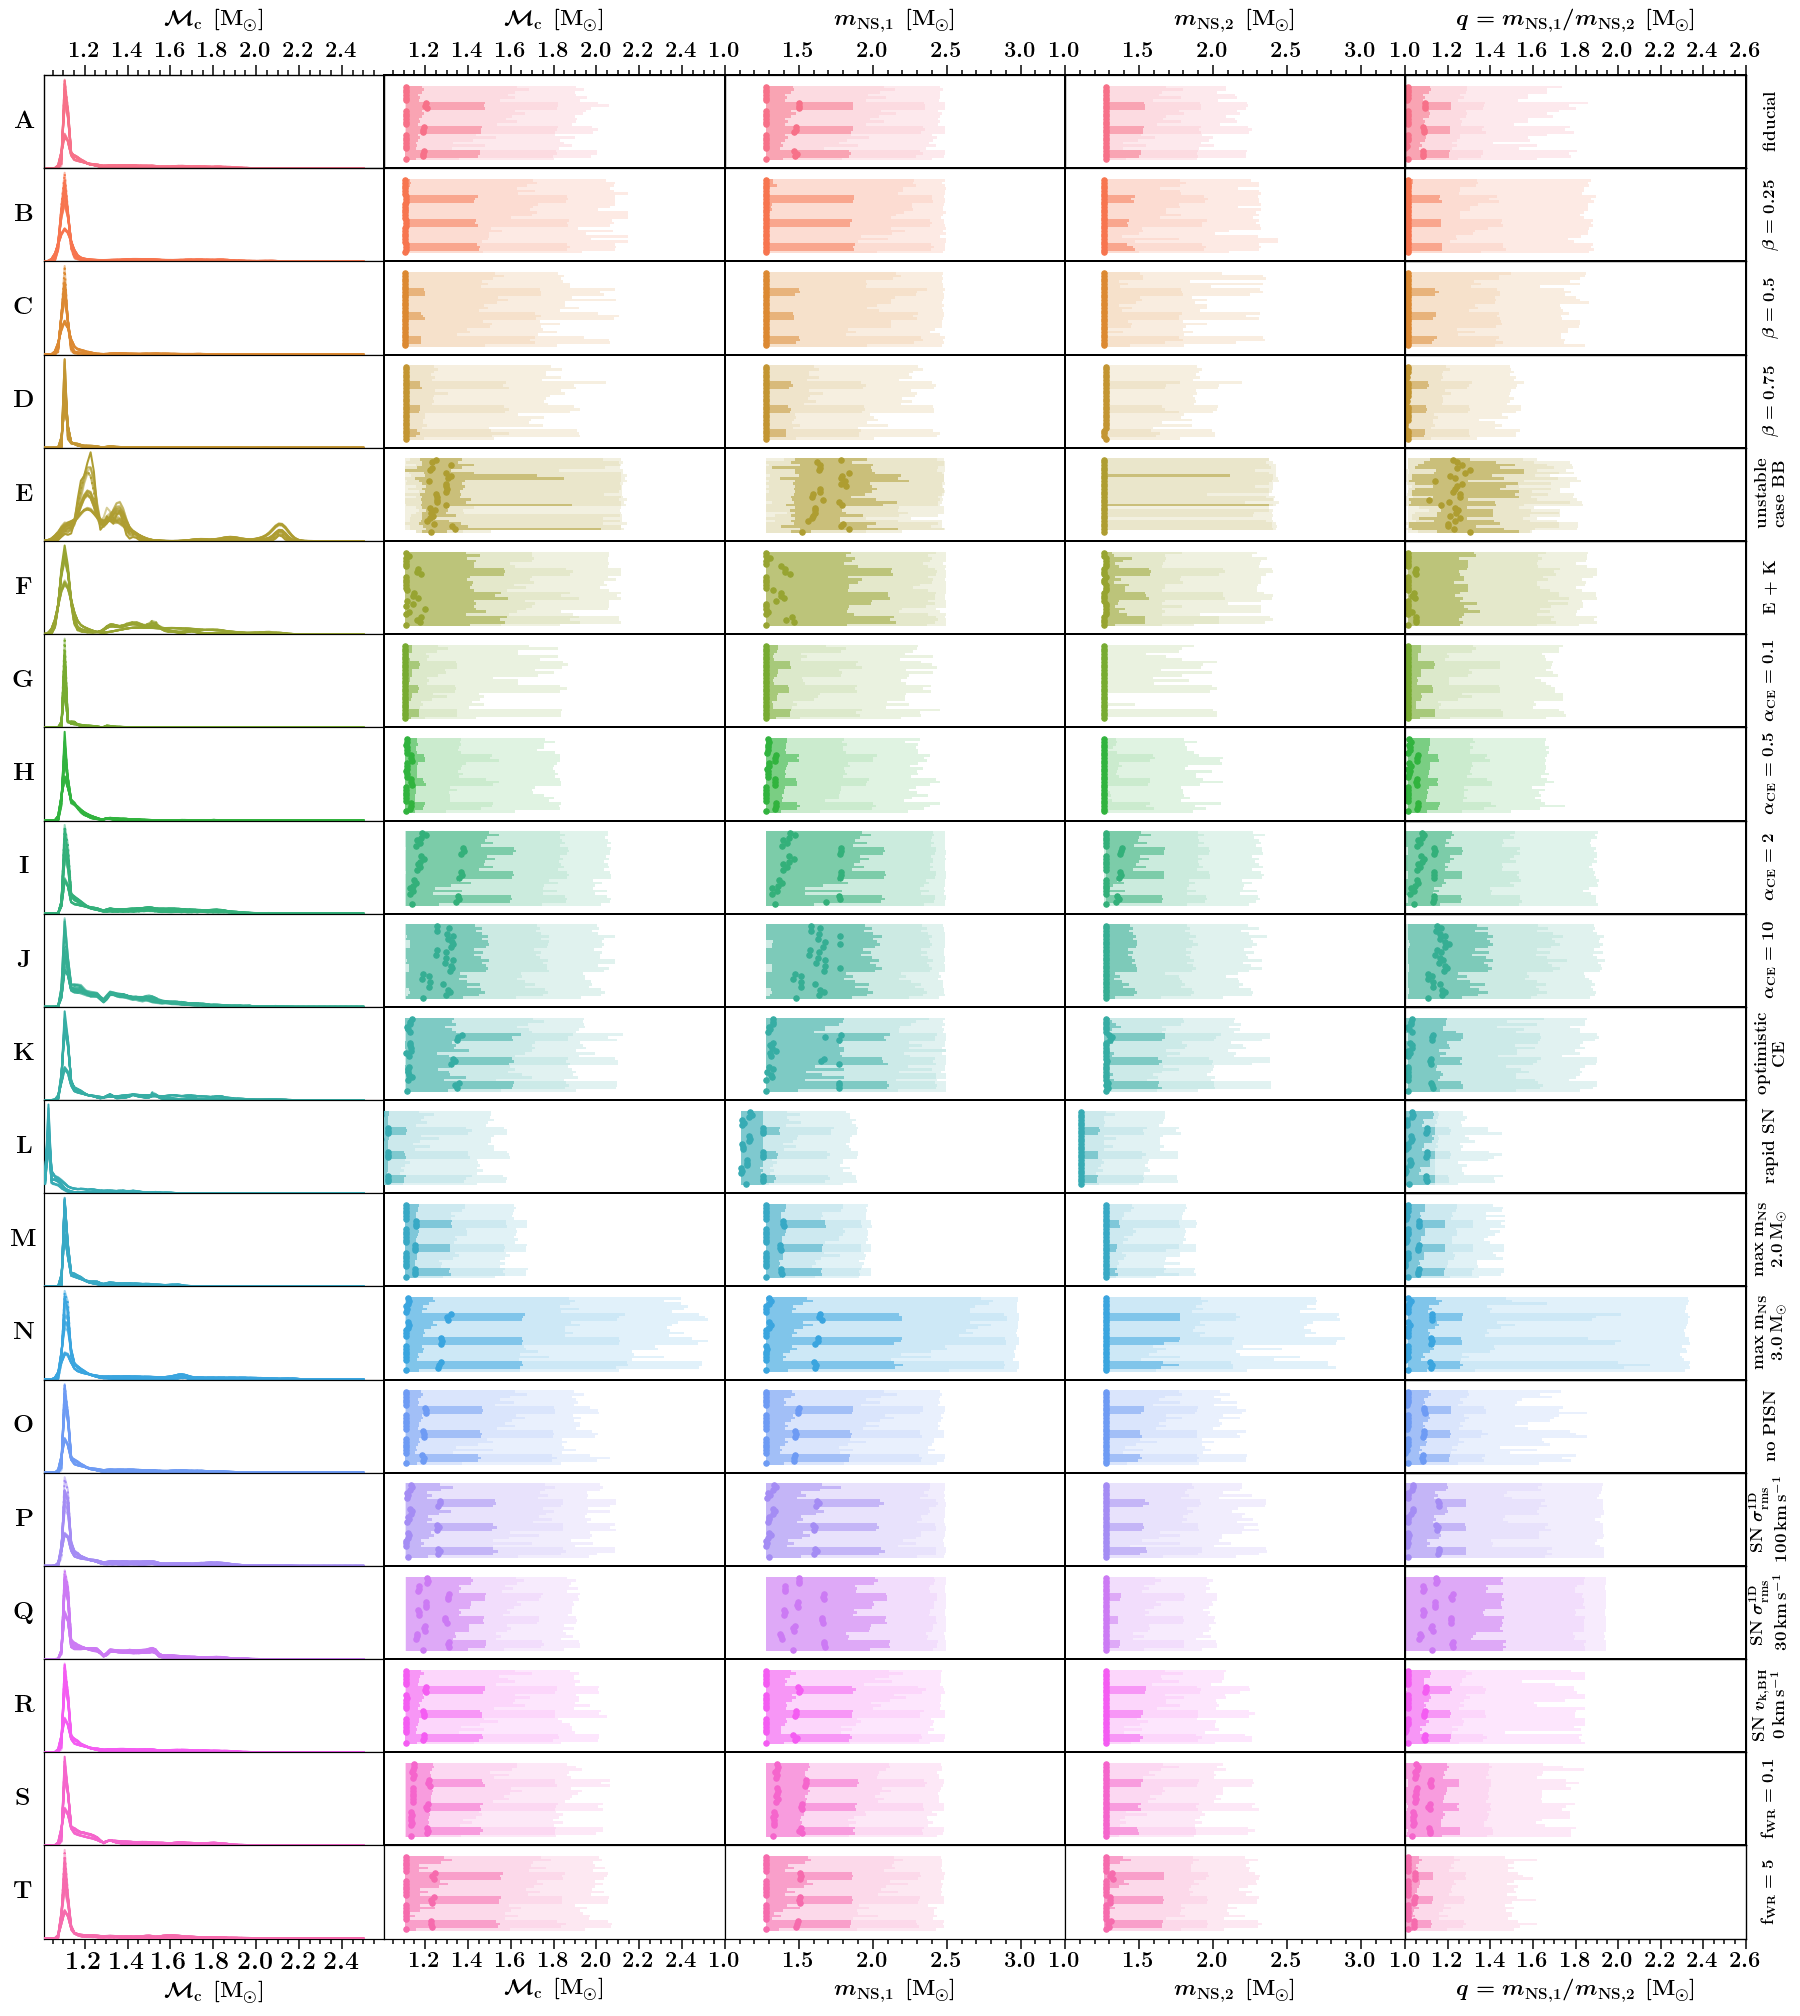 𝓜c [M⊙] 𝓜c [M⊙] mNS,1 [M⊙] mNS,2 [M⊙] q = mNS,1/mNS,2 [M⊙]
1.2 1.4 1.6 1.8 2.0 2.2 2.4 1.2 1.4 1.6 1.8 2.0 2.2 2.4 1.0 1.5 2.0 2.5 3.0 1.0 1.5 2.0 2.5 3.0 1.0 1.2 1.4 1.6 1.8 2.0 2.2 2.4 2.6
A fiducial
B β = 0.25
C β = 0.5
D β = 0.75
E unstable
case BB
F E + K
G αCE = 0.1
H αCE = 0.5
I αCE = 2
J αCE = 10
K optimistic
CE
L rapid SN
M max mNS
2.0 M⊙
N max mNS
3.0 M⊙
O no PISN
P SN σ1D rms
100 km s−1
Q SN σ1D rms
30 km s−1
R SN vk,BH
0 km s−1
S fWR = 0.1
T fWR = 5
1.2 1.4 1.6 1.8 2.0 2.2 2.4 1.2 1.4 1.6 1.8 2.0 2.2 2.4 1.0 1.5 2.0 2.5 3.0 1.0 1.5 2.0 2.5 3.0 1.0 1.2 1.4 1.6 1.8 2.0 2.2 2.4 2.6
𝓜c [M⊙] 𝓜c [M⊙] mNS,1 [M⊙] mNS,2 [M⊙] q = mNS,1/mNS,2 [M⊙]